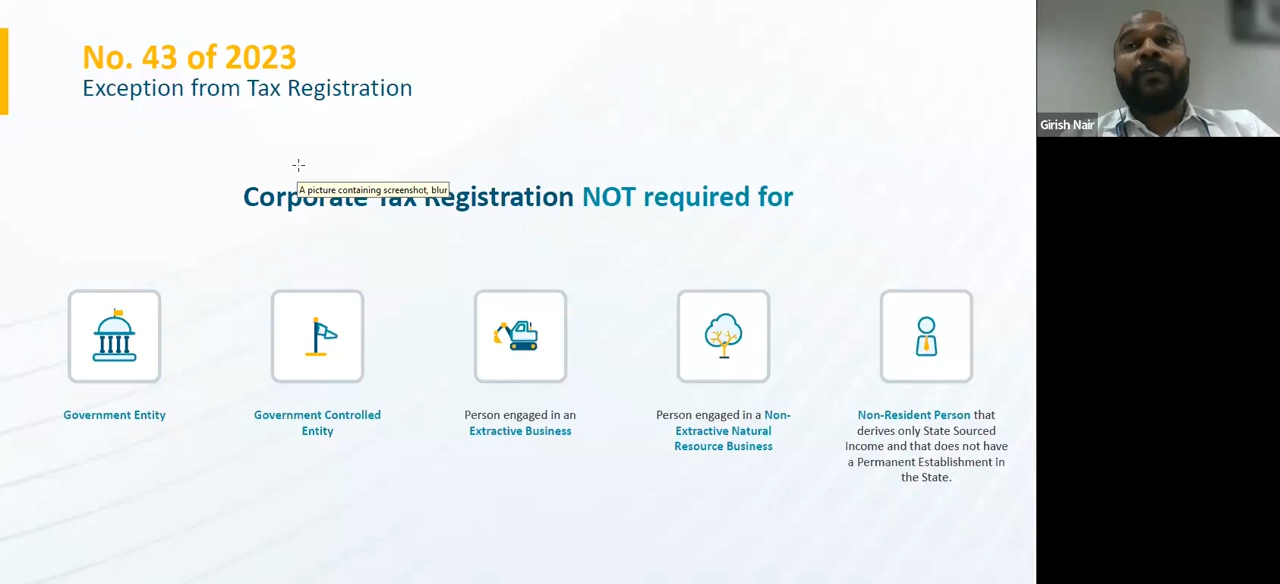 No. 43 of 2023
Exception from Tax Registration
A picture containing screenshot, blur
Corporate Tax Registration NOT required for
Government Entity
Government Controlled
Entity
Person engaged in an
Extractive Business
Person engaged in a Non-
Extractive Natural
Resource Business
Non-Resident Person that
derives only State Sourced
Income and that does not have
a Permanent Establishment in
the State.
Girish Nair